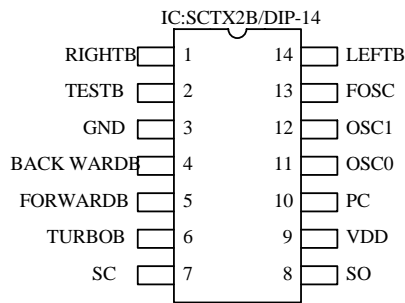 IC:SCTX2B/DIP-14
RIGHTB 1 14 LEFTB
TESTB 2 13 FOSC
GND 3 12 OSC1
BACK WARDB 4 11 OSC0
FORWARDB 5 10 PC
TURBOB 6 9 VDD
SC 7 8 SO